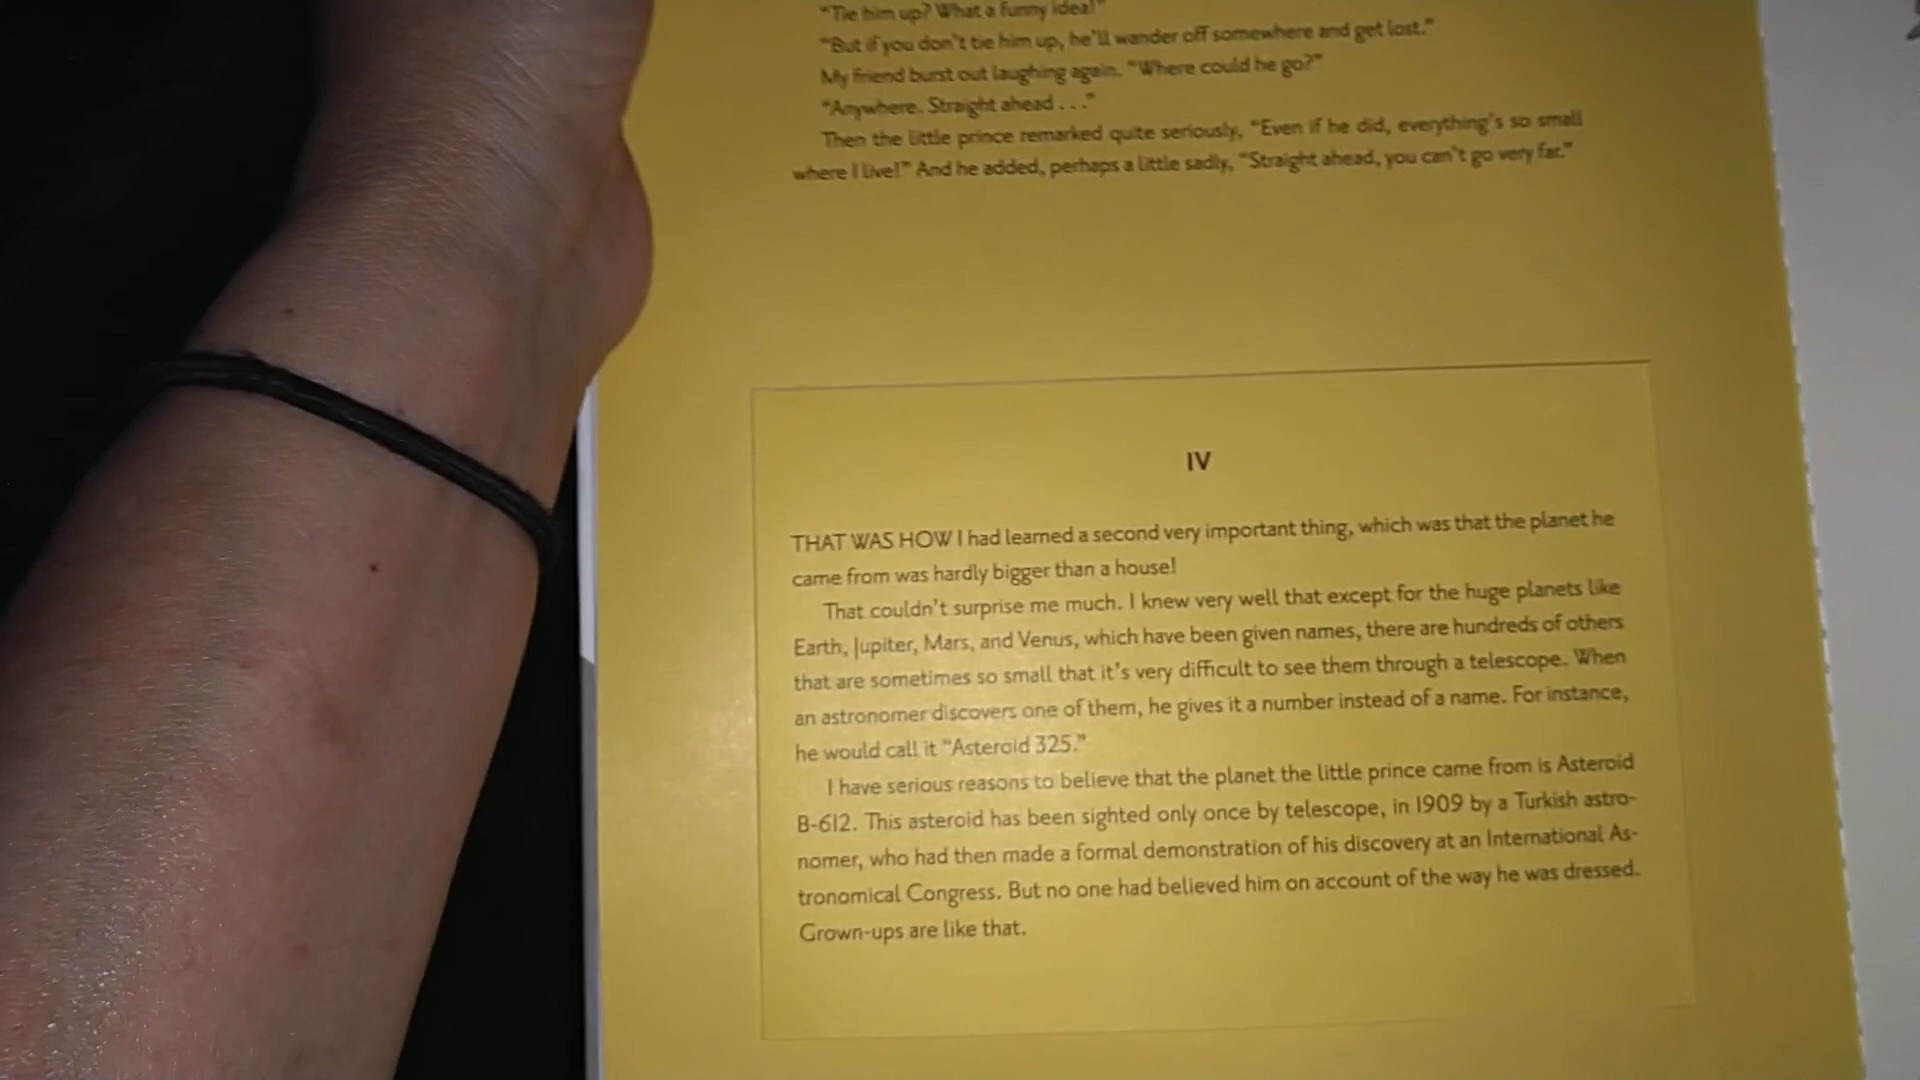 "Tie him up? What a funny idea!"
"But if you don't tie him up, he'll wander off somewhere and get lost."
My friend burst out laughing again. "Where could he go?"
"Anywhere. Straight ahead . . ."
Then the little prince remarked quite seriously, "Even if he did, everything's so small
where I live!" And he added, perhaps a little sadly, "Straight ahead, you can't go very far."
IV
THAT WAS HOW I had learned a second very important thing, which was that the planet he
came from was hardly bigger than a house!
That couldn't surprise me much. I knew very well that except for the huge planets like
Earth, Jupiter, Mars, and Venus, which have been given names, there are hundreds of others
that are sometimes so small that it's very difficult to see them through a telescope. When
an astronomer discovers one of them, he gives it a number instead of a name. For instance,
he would call it "Asteroid 325."
I have serious reasons to believe that the planet the little prince came from is Asteroid
B-612. This asteroid has been sighted only once by telescope, in 1909 by a Turkish astro-
nomer, who had then made a formal demonstration of his discovery at an International As-
tronomical Congress. But no one had believed him on account of the way he was dressed.
Grown-ups are like that.